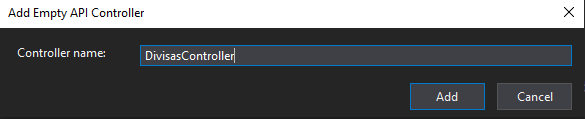 Add Empty API Controller
Controller name: DivisasController
Add Cancel